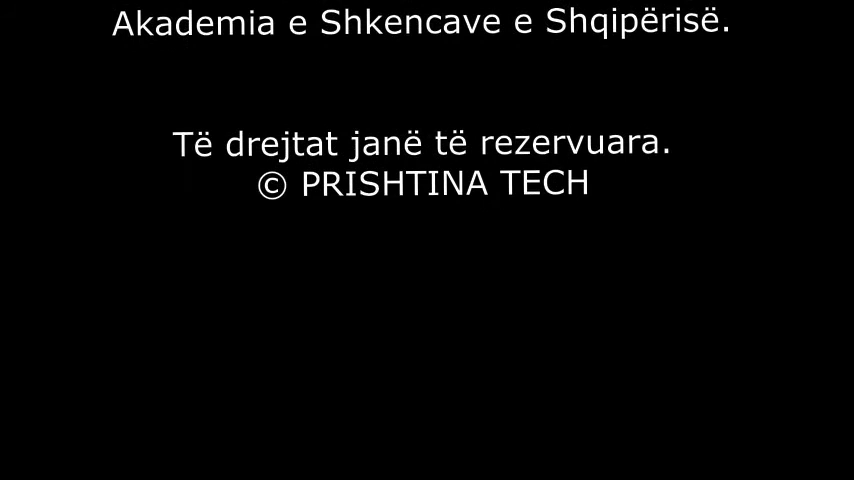 Akademia e Shkencave e Shqipërisë.
Të drejtat janë të rezervuara.
© PRISHTINA TECH